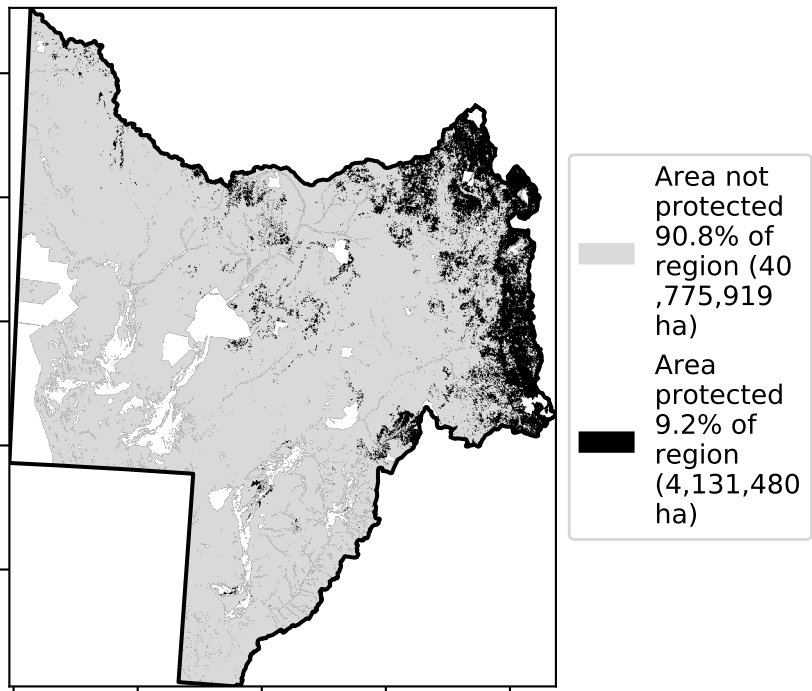 Area not
protected
90.8% of
region (40
,775,919
ha)
Area
protected
9.2% of
region
(4,131,480
ha)